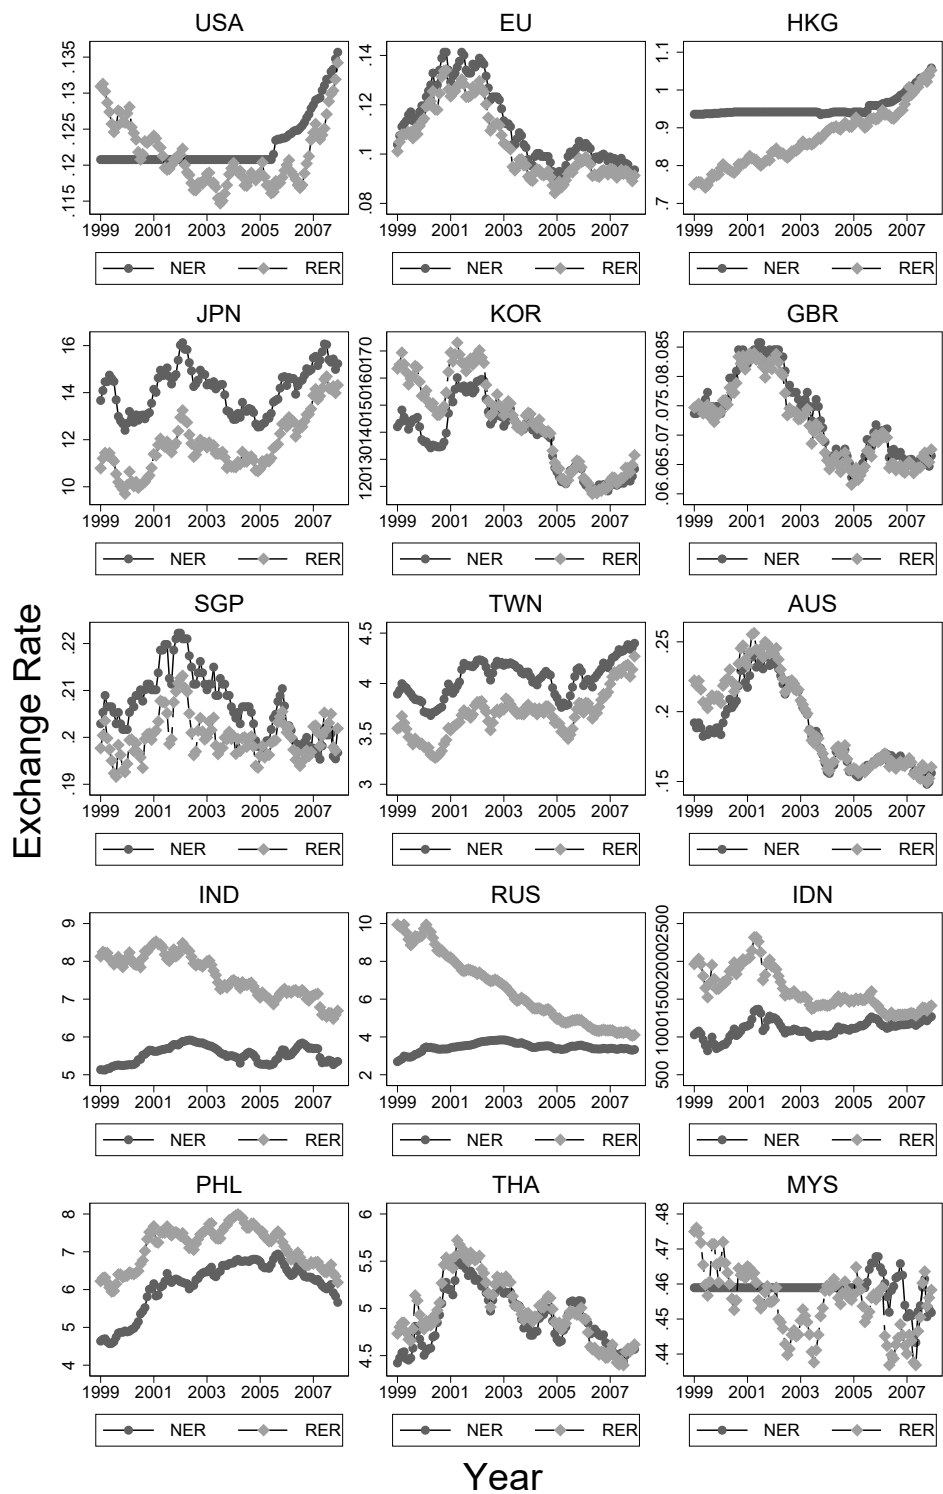 Exchange Rate
USA
.115 .12 .125 .13 .135
1999 2001 2003 2005 2007
NER RER
EU
.08 .1 .12 .14
1999 2001 2003 2005 2007
NER RER
HKG
.7 .8 .9 1 1.1
1999 2001 2003 2005 2007
NER RER
JPN
10 12 14 16
1999 2001 2003 2005 2007
NER RER
KOR
120130140150160170
1999 2001 2003 2005 2007
NER RER
GBR
.06.065.07.075.08.085
1999 2001 2003 2005 2007
NER RER
SGP
.19 .2 .21 .22
1999 2001 2003 2005 2007
NER RER
TWN
3 3.5 4 4.5
1999 2001 2003 2005 2007
NER RER
AUS
.15 .2 .25
1999 2001 2003 2005 2007
NER RER
IND
5 6 7 8 9
1999 2001 2003 2005 2007
NER RER
RUS
2 4 6 8 10
1999 2001 2003 2005 2007
NER RER
IDN
500 1000150020002500
1999 2001 2003 2005 2007
NER RER
PHL
4 5 6 7 8
1999 2001 2003 2005 2007
NER RER
THA
4.5 5 5.5 6
1999 2001 2003 2005 2007
NER RER
MYS
.44 .45 .46 .47 .48
1999 2001 2003 2005 2007
NER RER
Year